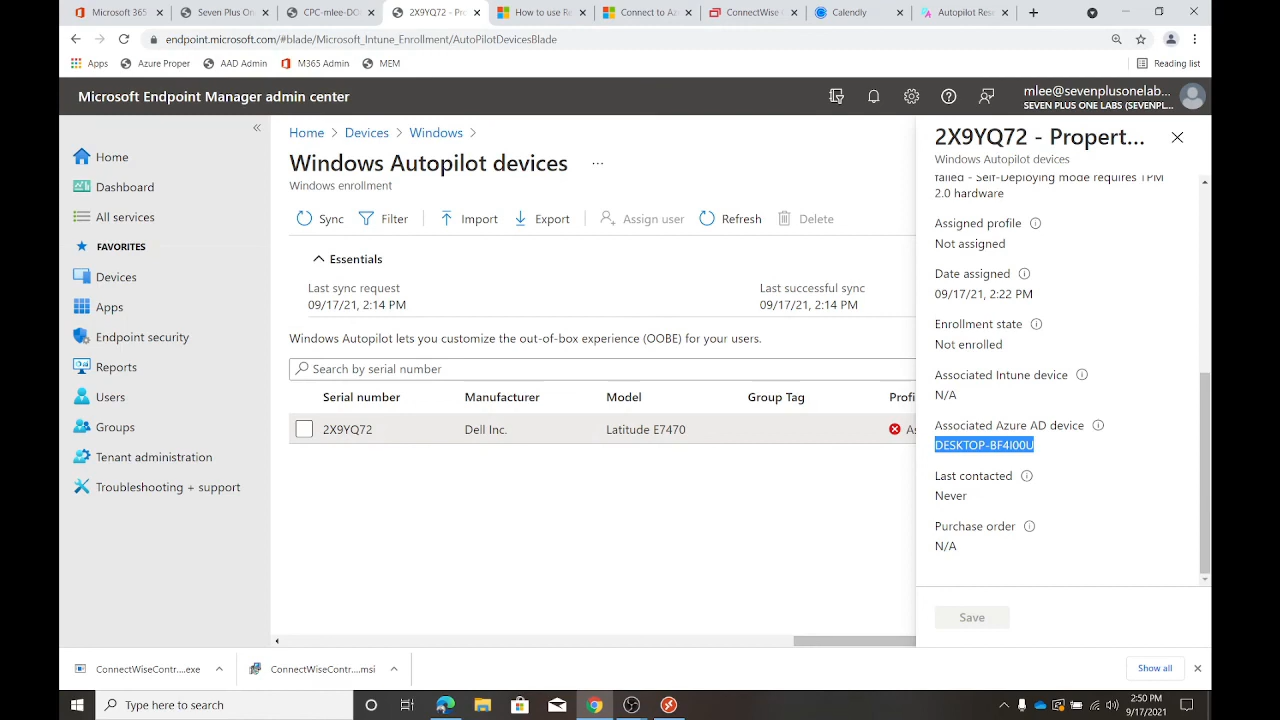 Microsoft 365
Seven Plus On
CPC-mlee-DO
2X9YQ72 - Pro
How to use Re
Connect to Az
ConnectWise
Calendly
Autopilot Rese
endpoint.microsoft.com/#blade/Microsoft_Intune_Enrollment/AutoPilotDevicesBlade
Apps
Azure Proper
AAD Admin
M365 Admin
MEM
Reading list
Microsoft Endpoint Manager admin center
mlee@sevenplusonelab...
SEVEN PLUS ONE LABS (SEVENPL...
Home
Dashboard
All services
FAVORITES
Devices
Apps
Endpoint security
Reports
Users
Groups
Tenant administration
Troubleshooting + support
Home > Devices > Windows >
Windows Autopilot devices ...
Windows enrollment
Sync
Filter
Import
Export
Assign user
Refresh
Delete
Essentials
Last sync request
09/17/21, 2:14 PM
Last successful sync
09/17/21, 2:14 PM
Windows Autopilot lets you customize the out-of-box experience (OOBE) for your users.
Search by serial number
Serial number Manufacturer Model Group Tag Profi
2X9YQ72 Dell Inc. Latitude E7470 As
2X9YQ72 - Propert...
Windows Autopilot devices
failed - Self-Deploying mode requires TPM
2.0 hardware
Assigned profile
Not assigned
Date assigned
09/17/21, 2:22 PM
Enrollment state
Not enrolled
Associated Intune device
N/A
Associated Azure AD device
DESKTOP-8F4I00U
Last contacted
Never
Purchase order
N/A
Save
ConnectWiseContr....exe
ConnectWiseContr....msi
Show all
Type here to search
2:50 PM
9/17/2021